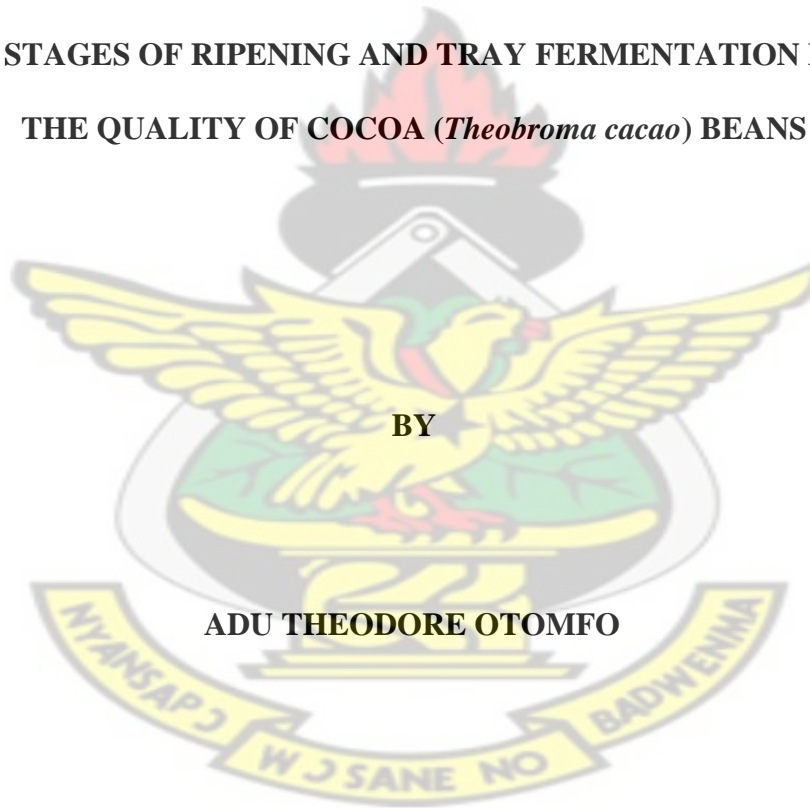 STAGES OF RIPENING AND TRAY FERMENTATION
THE QUALITY OF COCOA (Theobroma cacao) BEANS
BY
ADU THEODORE OTOMFO
NYANSAPƆ
WƆSANE NO
BADWENMA